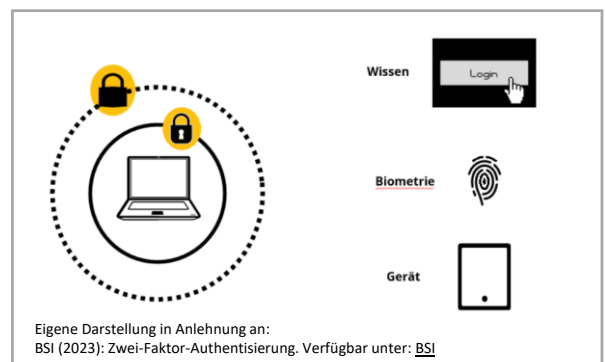 Wissen
Login
Biometrie
Gerät
Eigene Darstellung in Anlehnung an:
BSI (2023): Zwei-Faktor-Authentisierung. Verfügbar unter: BSI